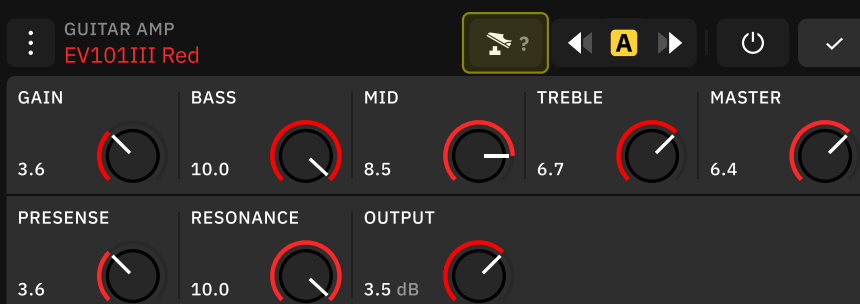 GUITAR AMP
EV101III Red
?
A
GAIN
BASS
MID
TREBLE
MASTER
3.6
10.0
8.5
6.7
6.4
PRESENSE
RESONANCE
OUTPUT
3.6
10.0
3.5 dB